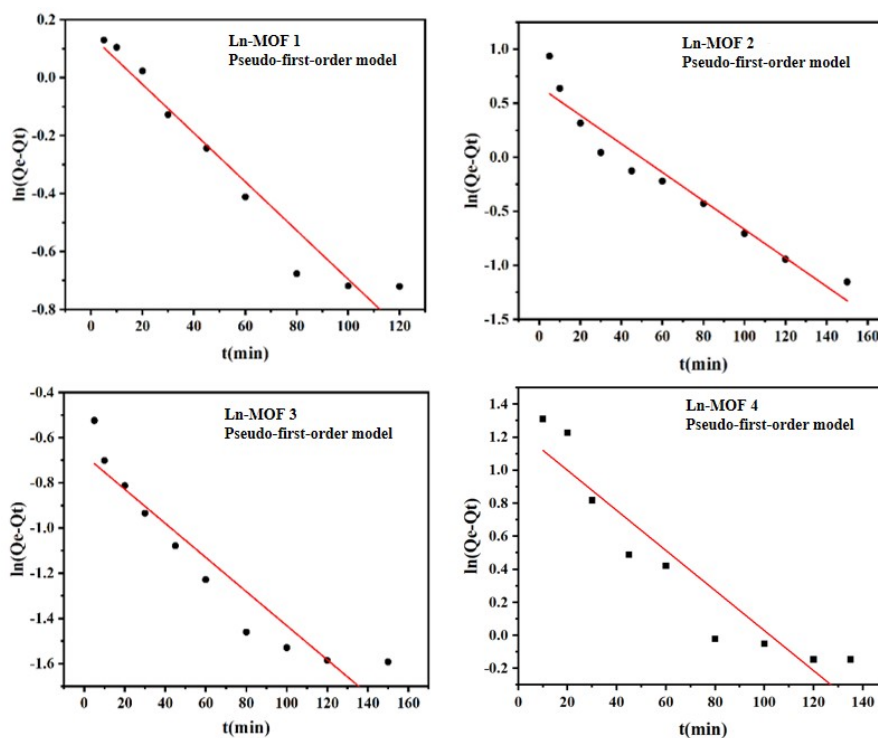 Ln-MOF 1
Pseudo-first-order model
0.2
0.0
-0.2
-0.4
-0.6
-0.8
ln(Qe-Qt)
0 20 40 60 80 100 120
t(min)
Ln-MOF 2
Pseudo-first-order model
1.0
0.5
0.0
-0.5
-1.0
-1.5
ln(Qe-Qt)
0 20 40 60 80 100 120 140 160
t(min)
Ln-MOF 3
Pseudo-first-order model
-0.4
-0.6
-0.8
-1.0
-1.2
-1.4
-1.6
ln(Qe-Qt)
0 20 40 60 80 100 120 140 160
t(min)
Ln-MOF 4
Pseudo-first-order model
1.4
1.2
1.0
0.8
0.6
0.4
0.2
0.0
-0.2
ln(Qe-Qt)
0 20 40 60 80 100 120 140
t(min)